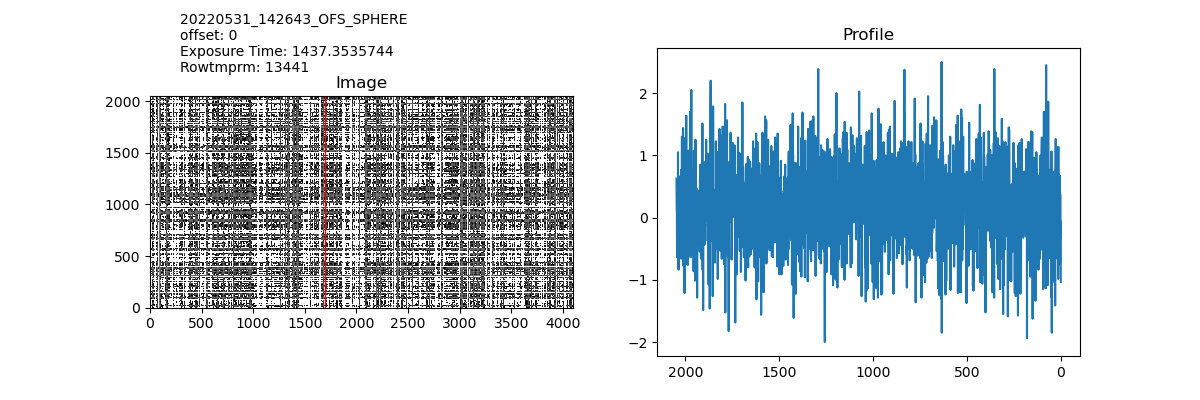 20220531_142643_OFS_SPHERE
offset: 0
Exposure Time: 1437.3535744
Rowtmprm: 13441
Image
2000
1500
1000
500
0
0 500 1000 1500 2000 2500 3000 3500 4000
Profile
2
1
0
−1
−2
2000 1500 1000 500 0